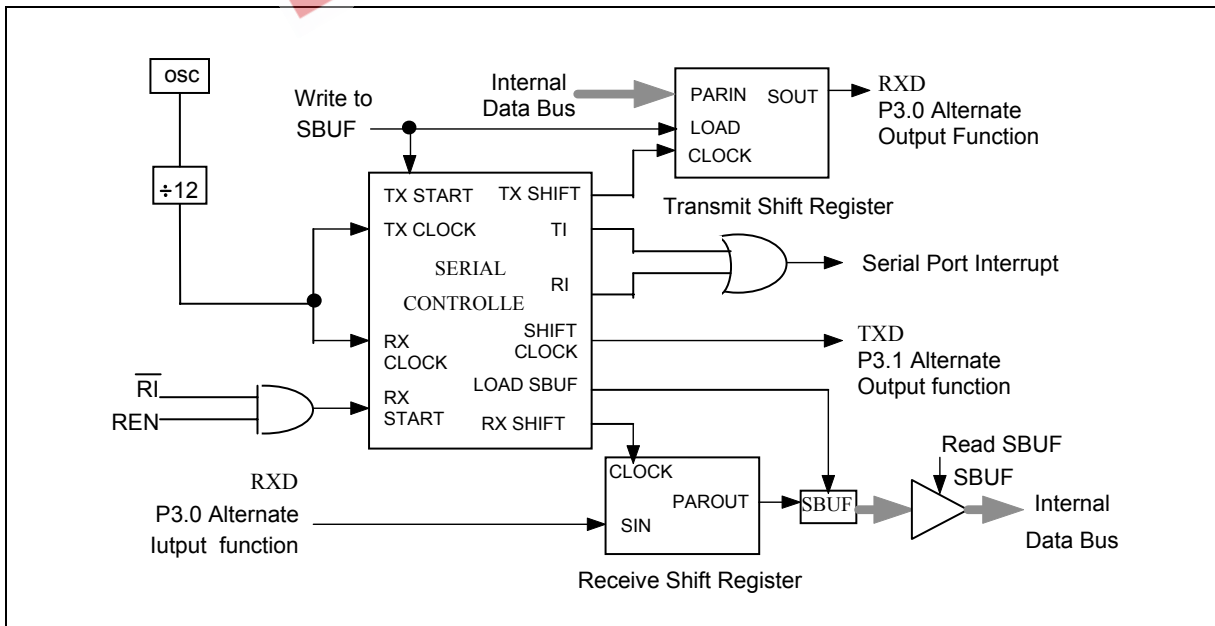 osc
÷12
Write to
SBUF
Internal
Data Bus
PARIN SOUT
LOAD
CLOCK
RXD
P3.0 Alternate
Output Function
Transmit Shift Register
TX START TX SHIFT
TX CLOCK TI
SERIAL
RI
CONTROLLE
SHIFT
CLOCK
RX
CLOCK
LOAD SBUF
RX
START
RX SHIFT
Serial Port Interrupt
TXD
P3.1 Alternate
Output function
RI
REN
RXD
P3.0 Alternate
Iutput function
CLOCK
PAROUT
SIN
Receive Shift Register
SBUF
Read SBUF
SBUF
Internal
Data Bus